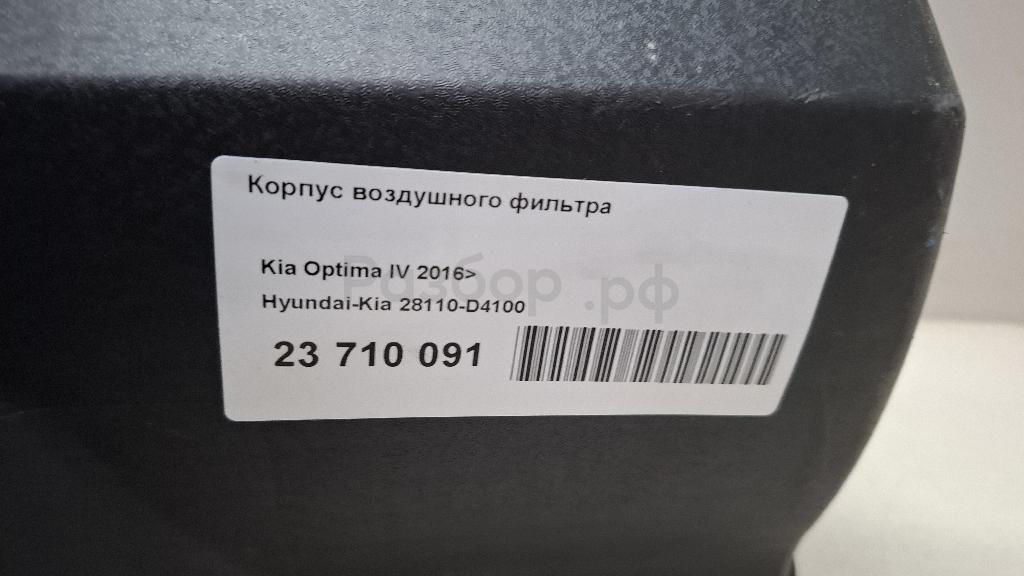 Корпус воздушного фильтра
Kia Optima IV 2016>
Разбор.рф
Hyundai-Kia 28110-D4100
23 710 091